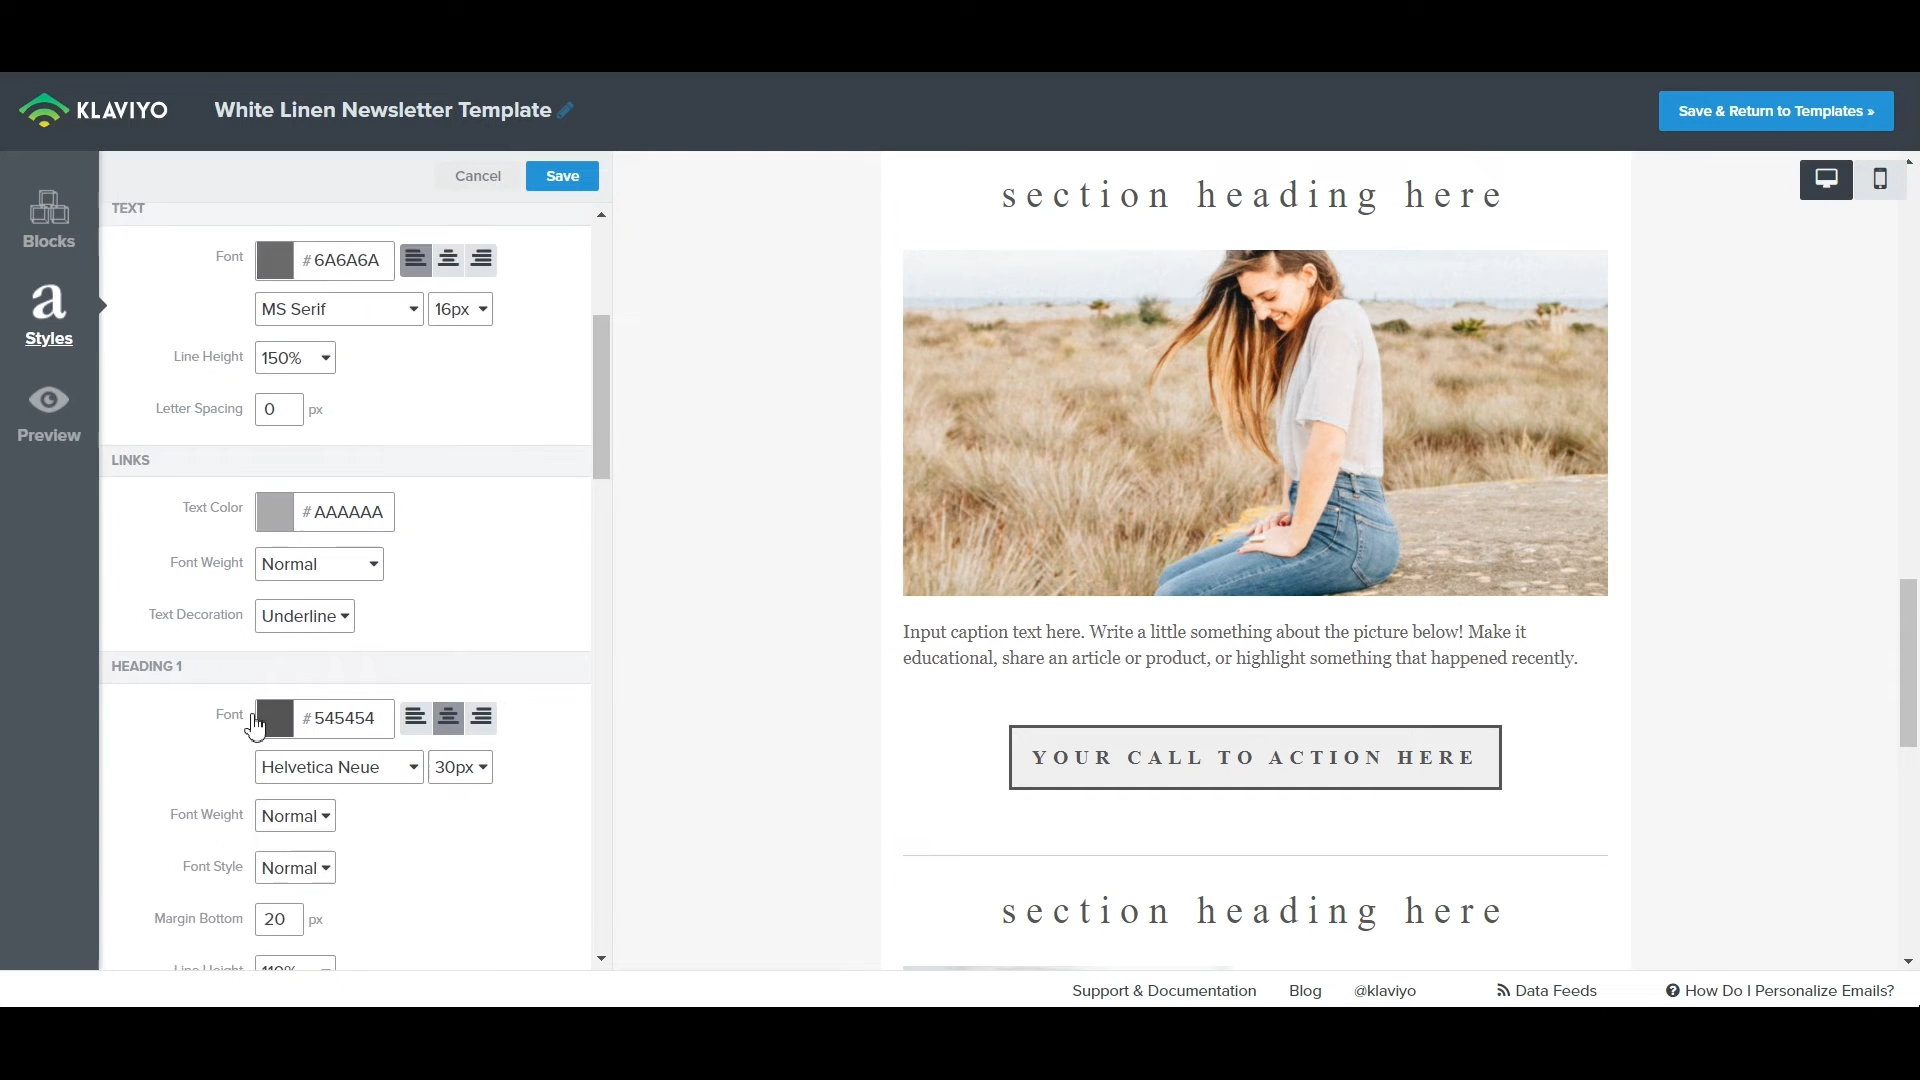 KLAVIYO
White Linen Newsletter Template
Save & Return to Templates »
Cancel
Save
Blocks
a
Styles
Preview
TEXT
Font
# 6A6A6A
MS Serif
16px
Line Height
150%
Letter Spacing
0
px
LINKS
Text Color
# AAAAAA
Font Weight
Normal
Text Decoration
Underline
HEADING 1
Font
# 545454
Helvetica Neue
30px
Font Weight
Normal
Font Style
Normal
Margin Bottom
20
px
Line Height
110%
section heading here
Input caption text here. Write a little something about the picture below! Make it
educational, share an article or product, or highlight something that happened recently.
YOUR CALL TO ACTION HERE
section heading here
Support & Documentation
Blog
@klaviyo
Data Feeds
How Do I Personalize Emails?